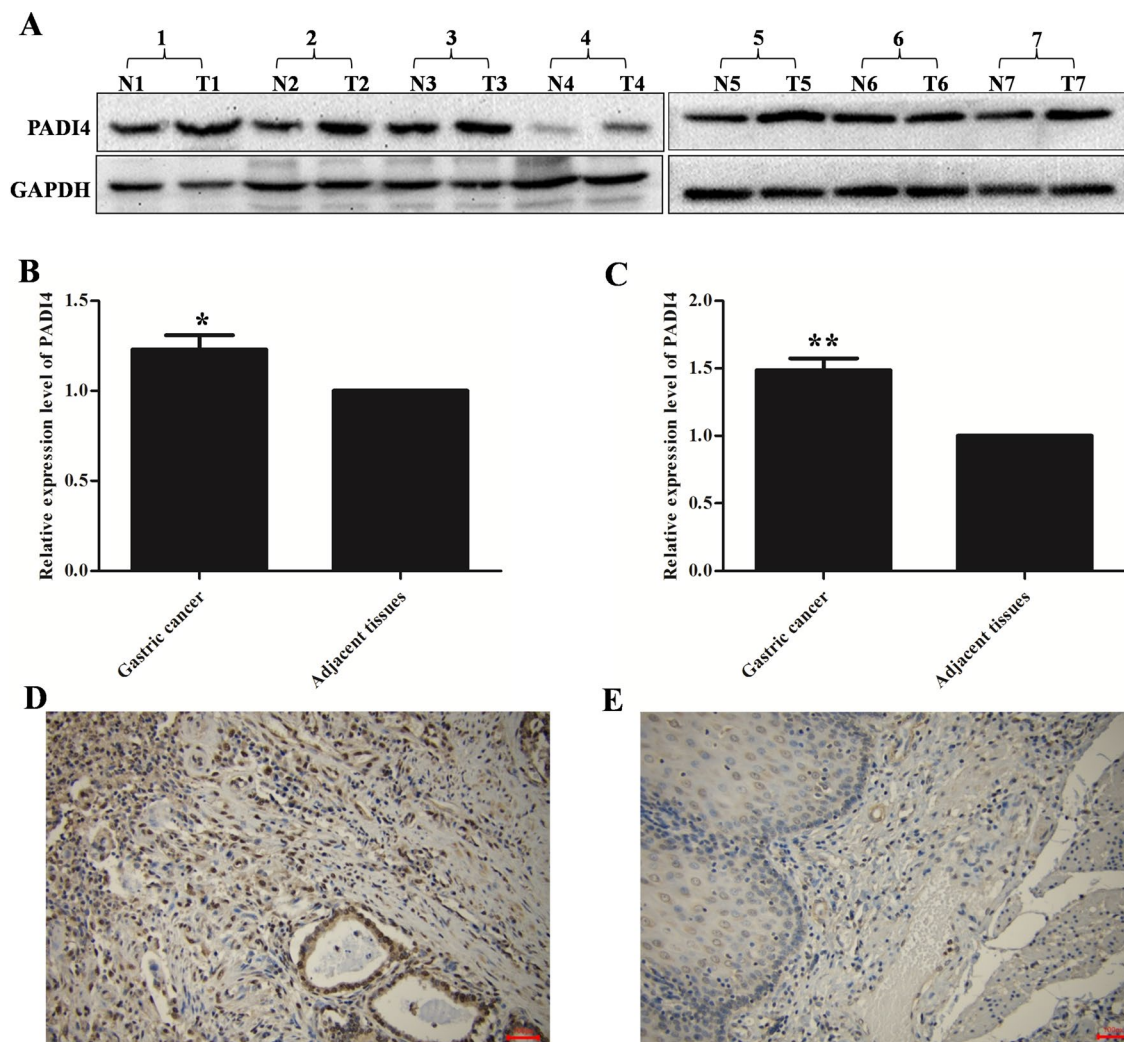 A
1 2 3 4 5 6 7
N1 T1 N2 T2 N3 T3 N4 T4 N5 T5 N6 T6 N7 T7
PADI4
GAPDH
B
Relative expression level of PADI4
1.5
1.0
0.5
0.0
*
Gastric cancer
Adjacent tissues
C
Relative expression level of PADI4
2.0
1.5
1.0
0.5
0.0
**
Gastric cancer
Adjacent tissues
D
E